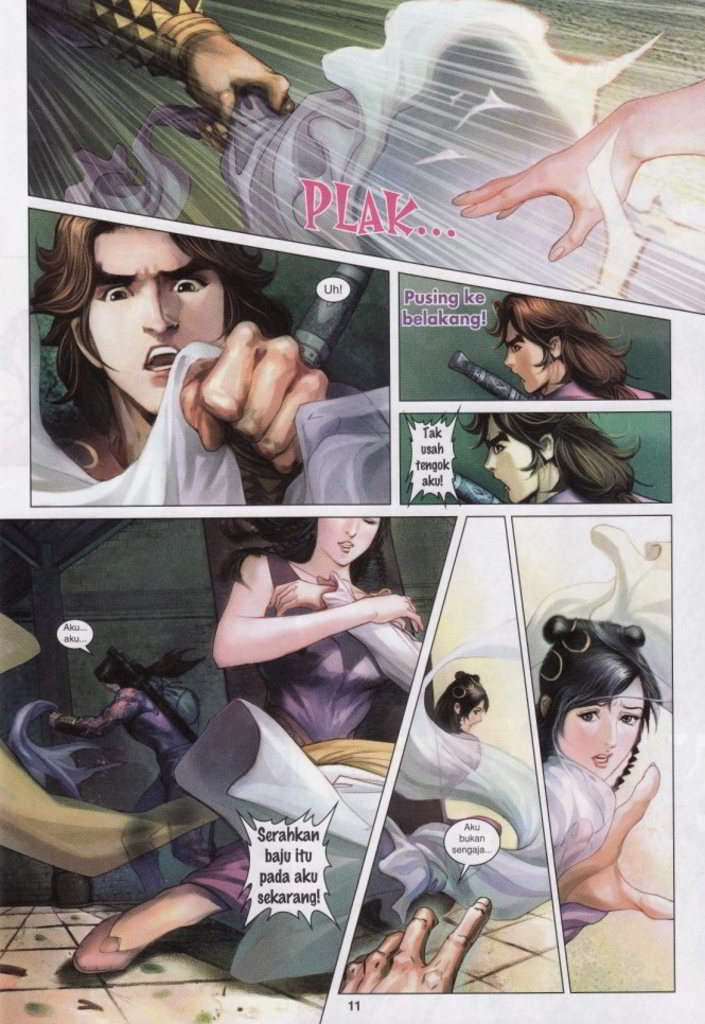 PLAK...
Uh!
Pusing ke
belakang!
Tak
usah
tengok
aku!
Aku...
aku...
Serahkan
baju itu
pada aku
sekarang!
Aku
bukan
sengaja...
11